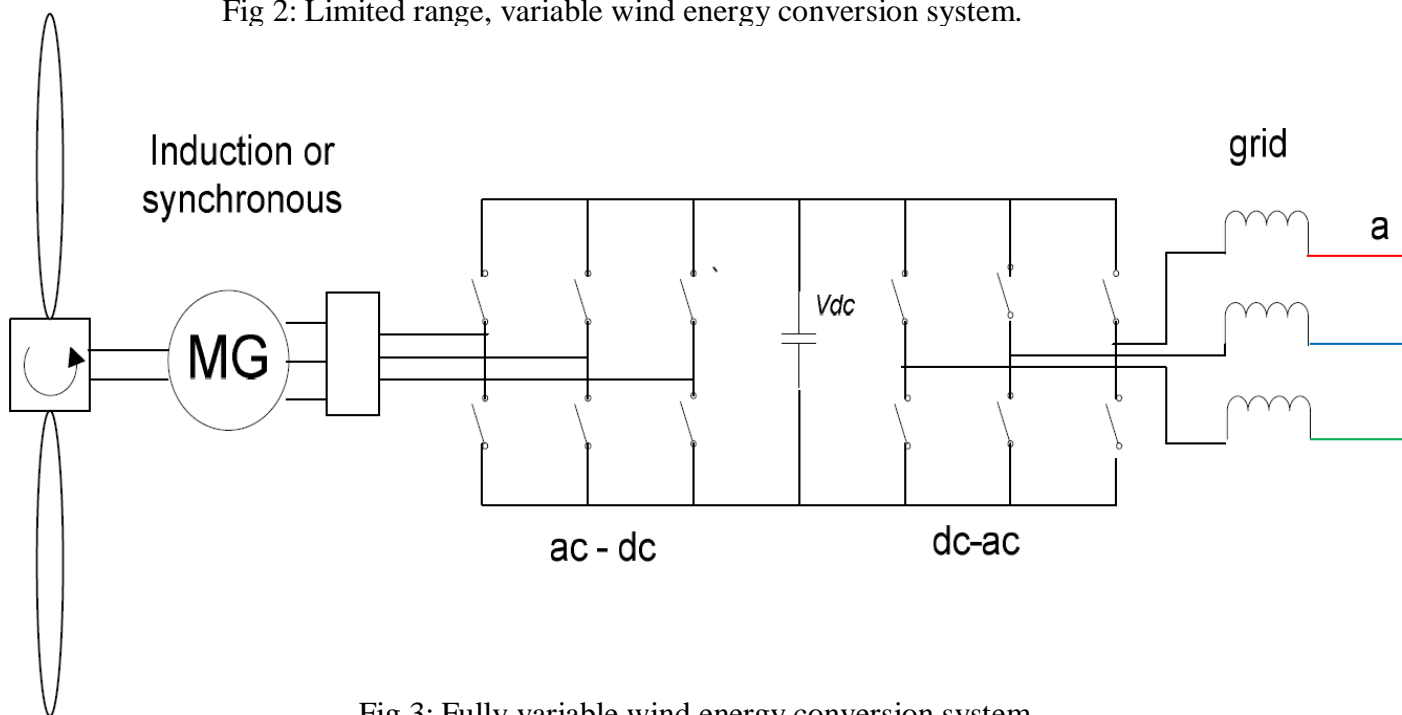 Fig 2: Limited range, variable wind energy conversion system.
Induction or
synchronous
grid
a
Vdc
MG
ac - dc
dc-ac
Fig 3: Fully variable wind energy conversion system